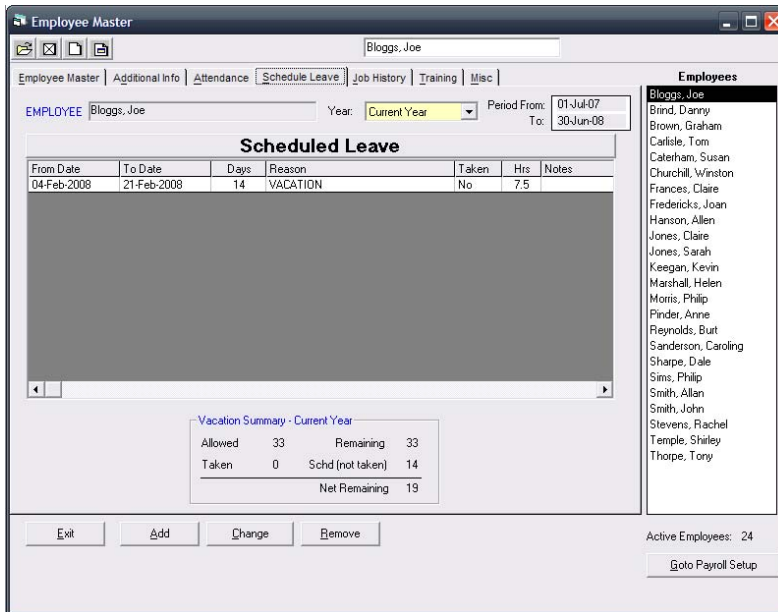 Employee Master
Bloggs, Joe
Employee Master Additional Info Attendance Schedule Leave Job History Training Misc
EMPLOYEE Bloggs, Joe Year: Current Year Period From: 01-Jul-07
To: 30-Jun-08
Scheduled Leave
From Date To Date Days Reason Taken Hrs Notes
04-Feb-2008 21-Feb-2008 14 VACATION No 7.5
Vacation Summary - Current Year
Allowed 33 Remaining 33
Taken 0 Schd (not taken) 14
Net Remaining 19
Exit Add Change Remove
Employees
Bloggs, Joe
Brind, Danny
Brown, Graham
Carlisle, Tom
Caterham, Susan
Churchill, Winston
Frances, Claire
Fredericks, Joan
Hanson, Allen
Jones, Claire
Jones, Sarah
Keegan, Kevin
Marshall, Helen
Morris, Philip
Pinder, Anne
Reynolds, Burt
Sanderson, Caroling
Sharpe, Dale
Sims, Philip
Smith, Allan
Smith, John
Stevens, Rachel
Temple, Shirley
Thorpe, Tony
Active Employees: 24
Goto Payroll Setup